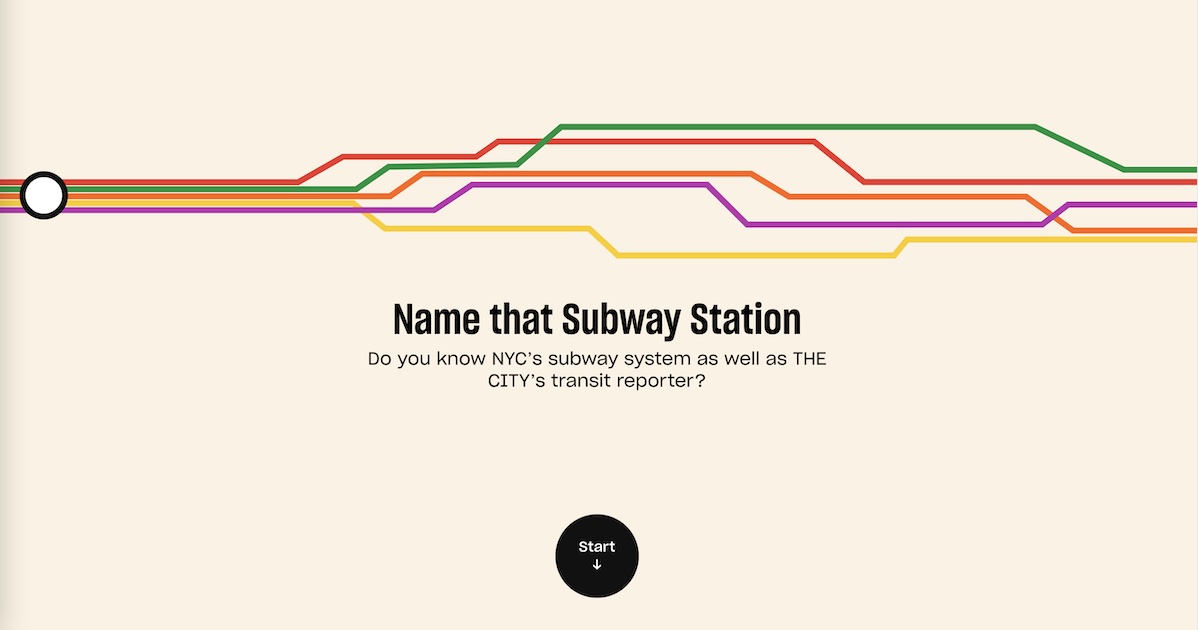 Name that Subway Station
Do you know NYC’s subway system as well as THE
CITY’s transit reporter?
Start
↓